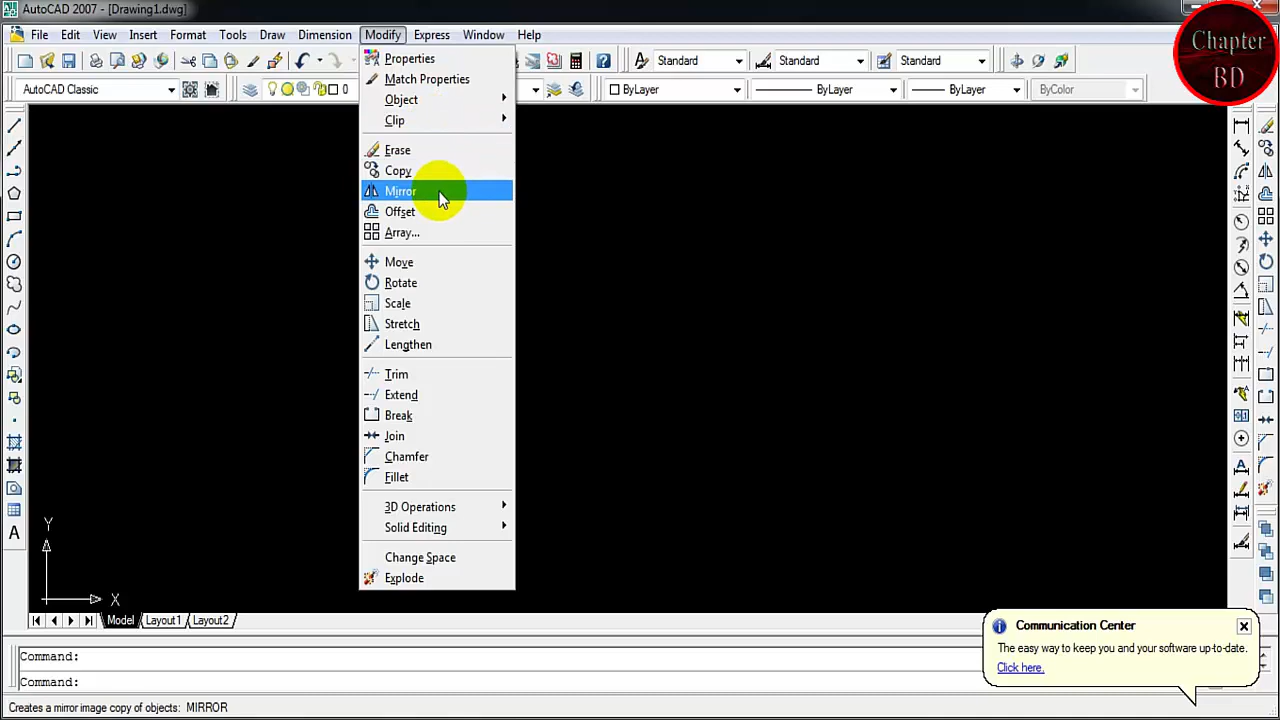 AutoCAD 2007 - [Drawing1.dwg]
File Edit View Insert Format Tools Draw Dimension Modify Express Window Help
Chapter
BD
Standard Standard Standard
AutoCAD Classic 0 ByLayer ByLayer ByLayer ByColor
Properties
Match Properties
Object
Clip
Erase
Copy
Mirror
Offset
Array...
Move
Rotate
Scale
Stretch
Lengthen
Trim
Extend
Break
Join
Chamfer
Fillet
3D Operations
Solid Editing
Change Space
Explode
A
Y
X
Model Layout1 Layout2
Communication Center
The easy way to keep you and your software up-to-date.
Click here.
Command:
Command:
Creates a mirror image copy of objects: MIRROR